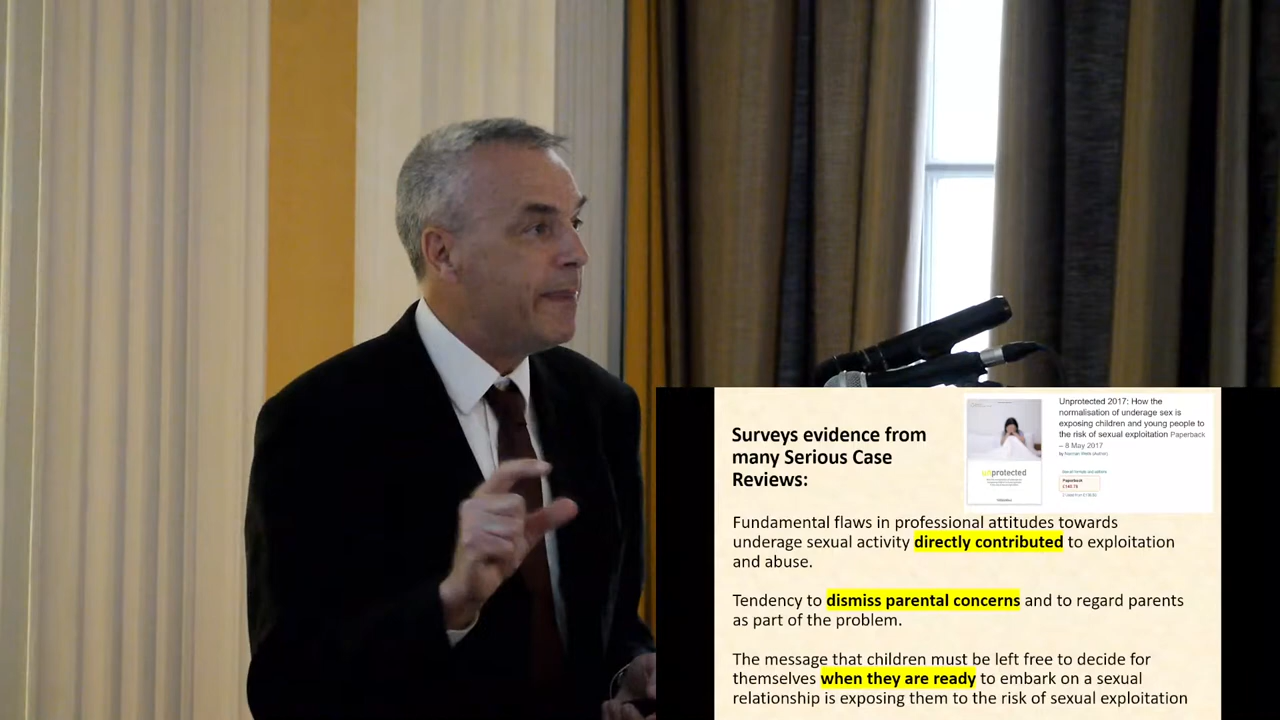 Surveys evidence from
many Serious Case
Reviews:
Unprotected 2017: How the
normalisation of underage sex is
exposing children and young people to
the risk of sexual exploitation Paperback
– 8 May 2017
unprotected
Paperback
Fundamental flaws in professional attitudes towards
underage sexual activity directly contributed to exploitation
and abuse.
Tendency to dismiss parental concerns and to regard parents
as part of the problem.
The message that children must be left free to decide for
themselves when they are ready to embark on a sexual
relationship is exposing them to the risk of sexual exploitation